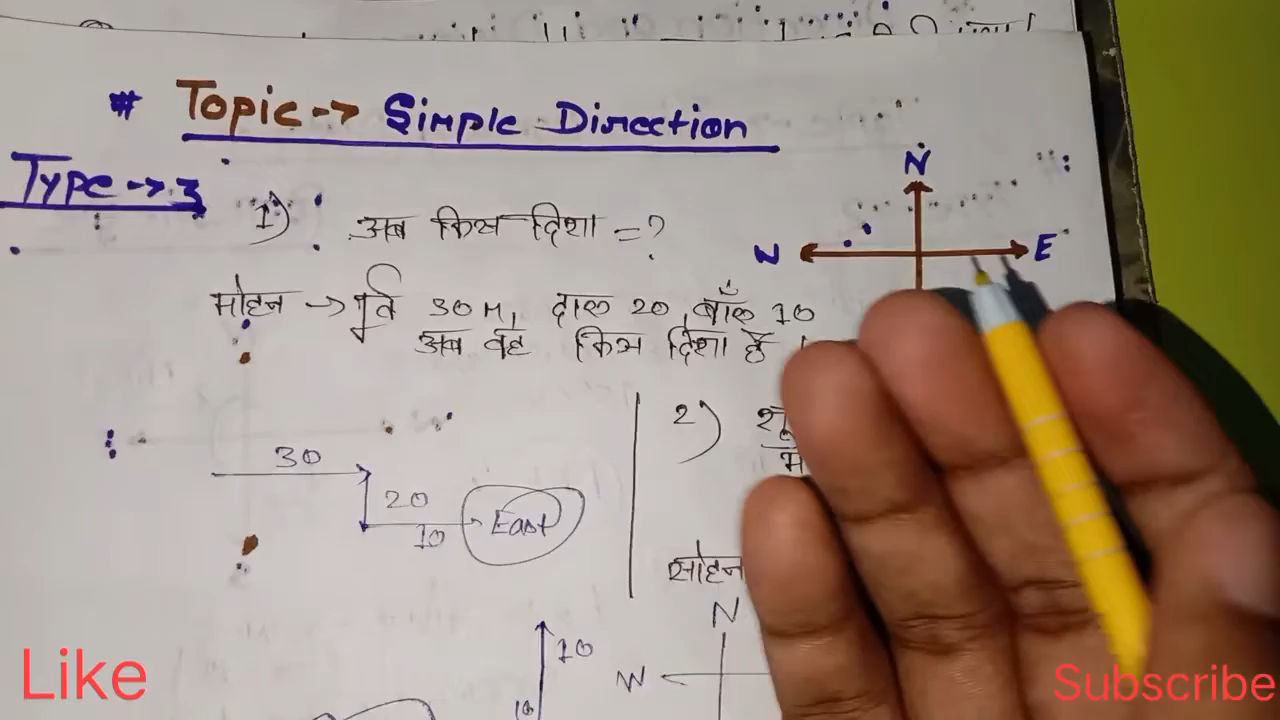 # Topic -> Simple Direction
Type -> 3
N
W E
1) अब किस दिशा = ?
मोहन -> पूर्व 30 M, दाएं 20, बाँए 10
अब वह किस दिशा है ।
30
20
10 East
2)
सोहन
N
W
10
10
Like
Subscribe